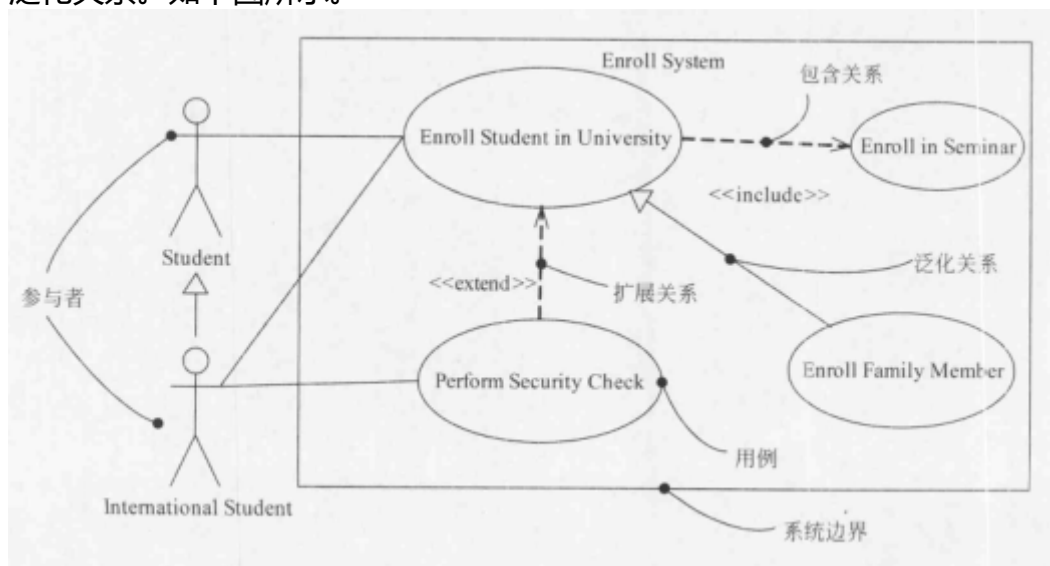 泛化关系。如下图所示。
Enroll System
包含关系
Enroll Student in University
Enroll in Seminar
<<include>>
Student
泛化关系
<<extend>>
扩展关系
参与者
Enroll Family Member
Perform Security Check
用例
International Student
系统边界